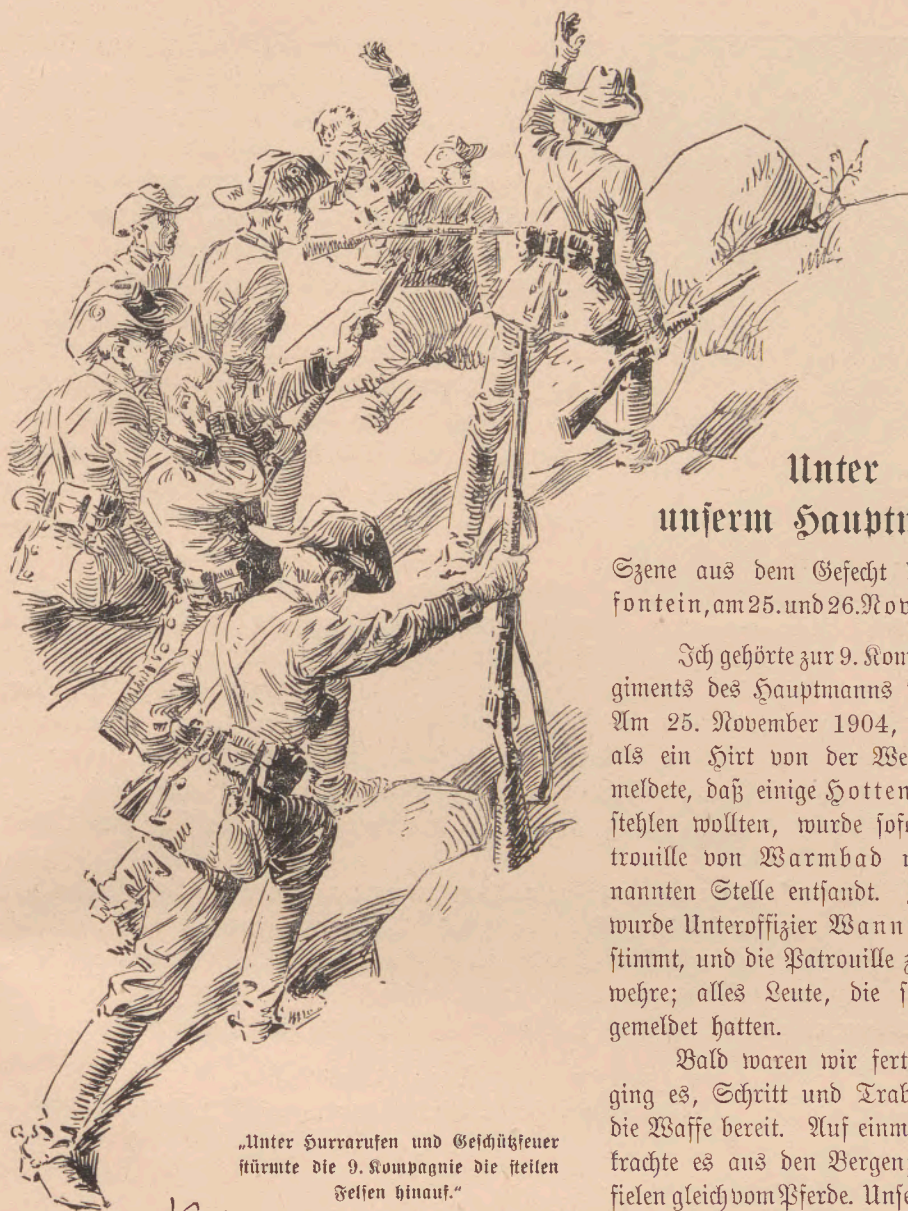 Unter
unserm Hauptm
Szene aus dem Gefecht
fontein, am 25. und 26. Nov
Ich gehörte zur 9. Kom
giments des Hauptmanns
Am 25. November 1904,
als ein Hirt von der We
meldete, daß einige Hotten
stehlen wollten, wurde sofo
trouille von Warmbad
nannten Stelle entsandt.
wurde Unteroffizier Wann
stimmt, und die Patrouille z
wehre; alles Leute, die s
gemeldet hatten.
Bald waren wir fert
ging es, Schritt und Trab
die Waffe bereit. Auf einm
krachte es aus den Bergen
fielen gleich vom Pferde. Unse
„Unter Hurrarufen und Geschützfeuer
stürmte die 9. Kompagnie die steilen
Felsen hinauf.“